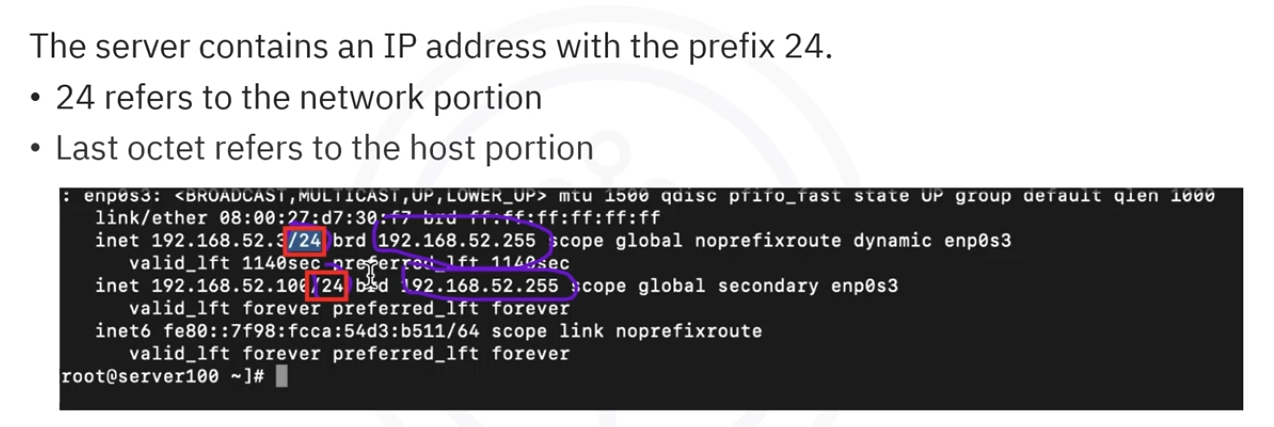 The server contains an IP address with the prefix 24.
• 24 refers to the network portion
• Last octet refers to the host portion
: enp0s3: <BROADCAST,MULTICAST,UP,LOWER_UP> mtu 1500 qdisc pfifo_fast state UP group default qlen 1000
link/ether 08:00:27:d7:30:f7 brd ff:ff:ff:ff:ff:ff
inet 192.168.52.3/24 brd 192.168.52.255 scope global noprefixroute dynamic enp0s3
valid_lft 1140sec preferred_lft 1140sec
inet 192.168.52.100/24 brd 192.168.52.255 scope global secondary enp0s3
valid_lft forever preferred_lft forever
inet6 fe80::7f98:fcca:54d3:b511/64 scope link noprefixroute
valid_lft forever preferred_lft forever
root@server100 ~]#